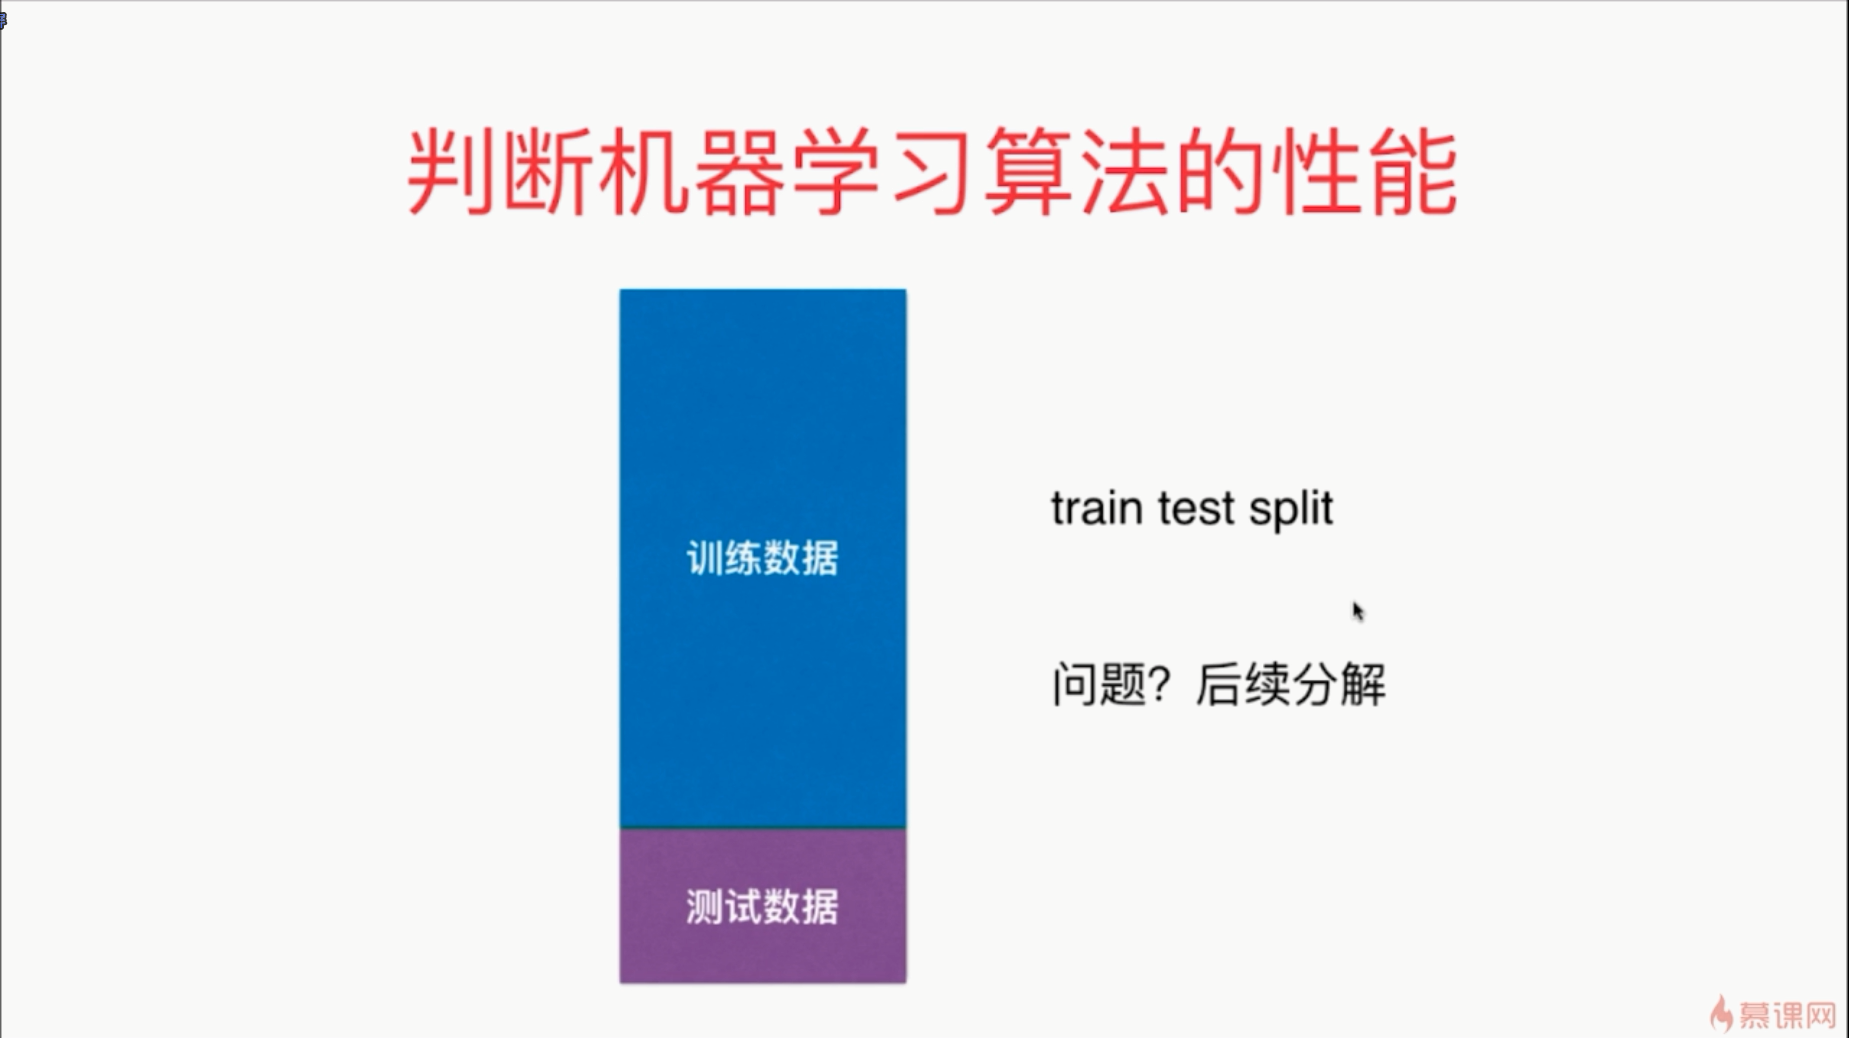 判断机器学习算法的性能
训练数据
train test split
问题？后续分解
测试数据
慕课网